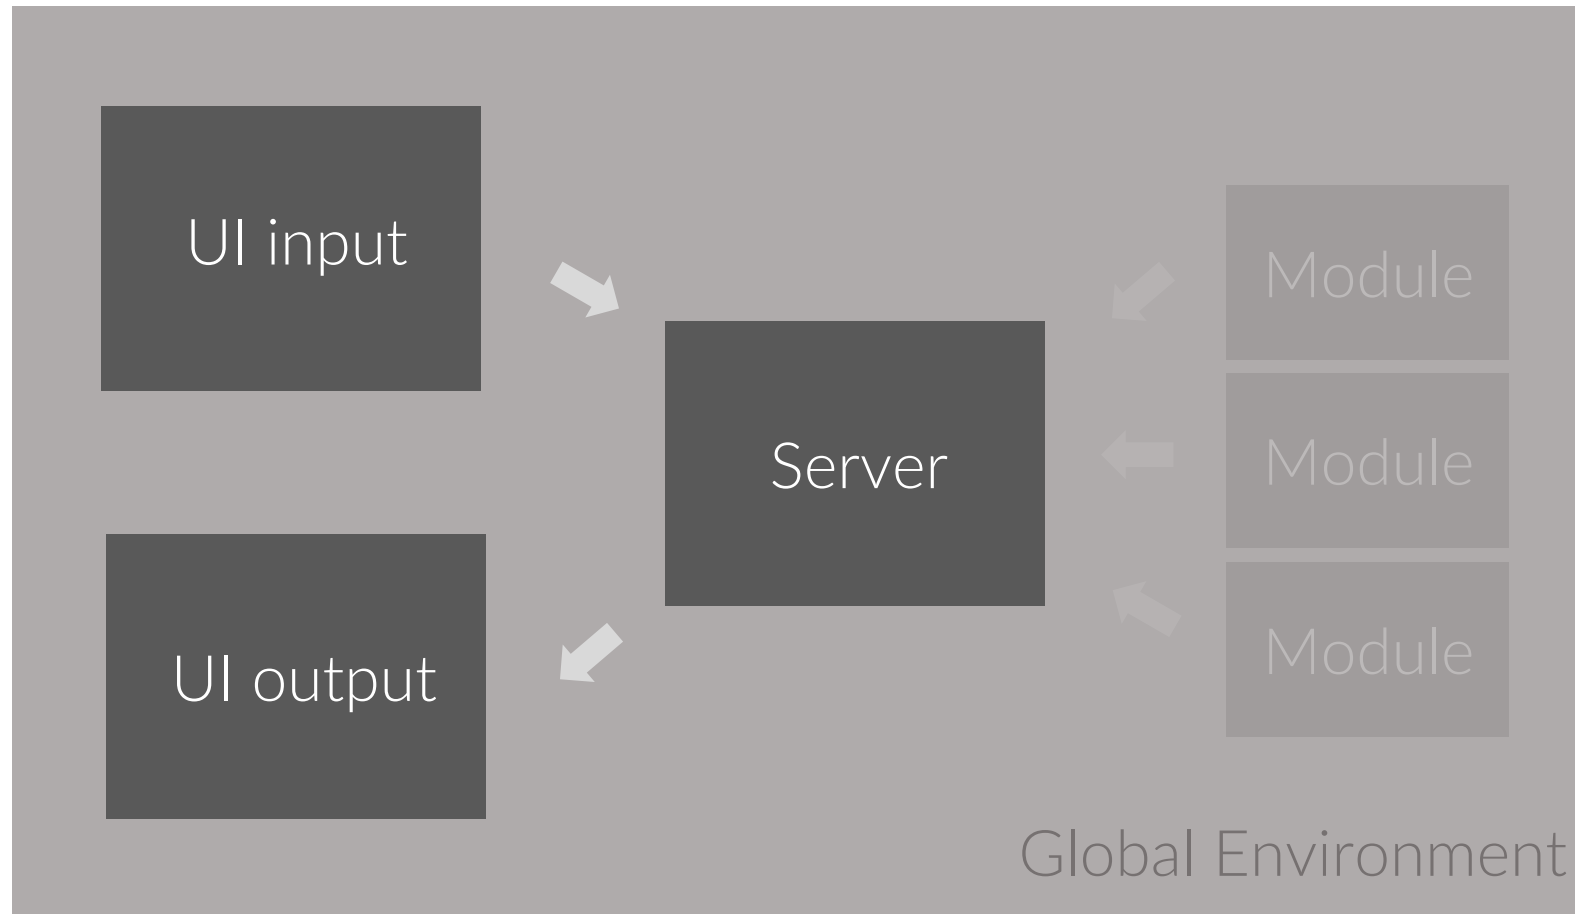 UI input
Module
Server
Module
UI output
Module
Global Environment